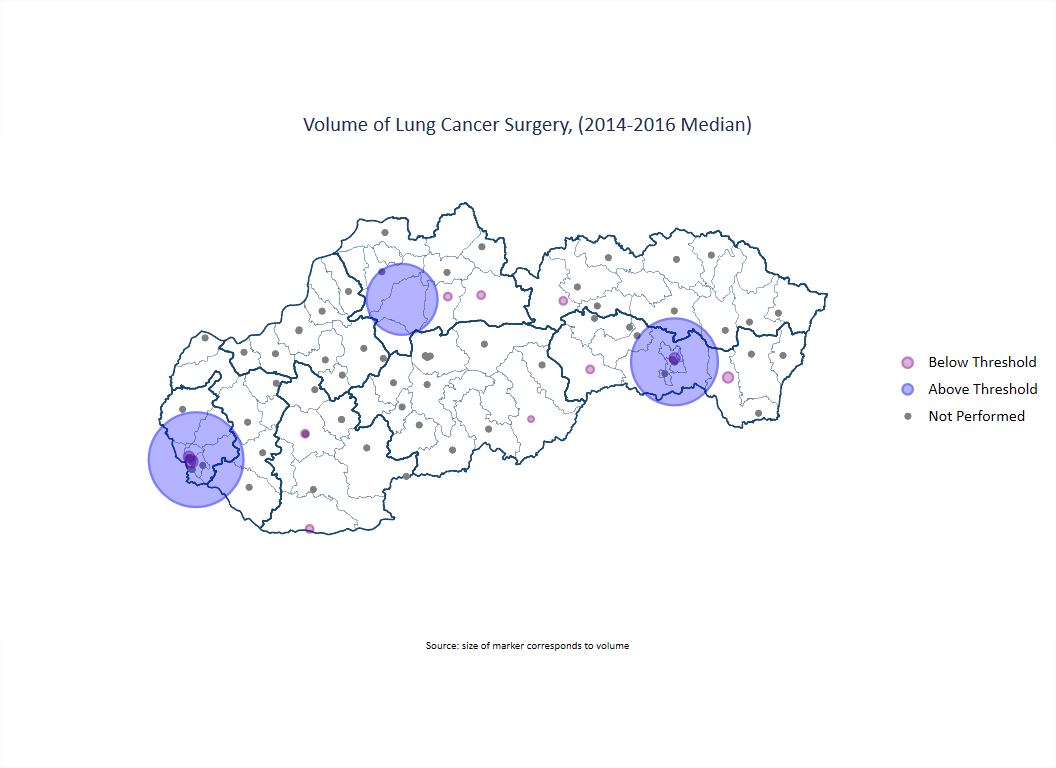 Volume of Lung Cancer Surgery, (2014-2016 Median)
Below Threshold
Above Threshold
Not Performed
Source: size of marker corresponds to volume